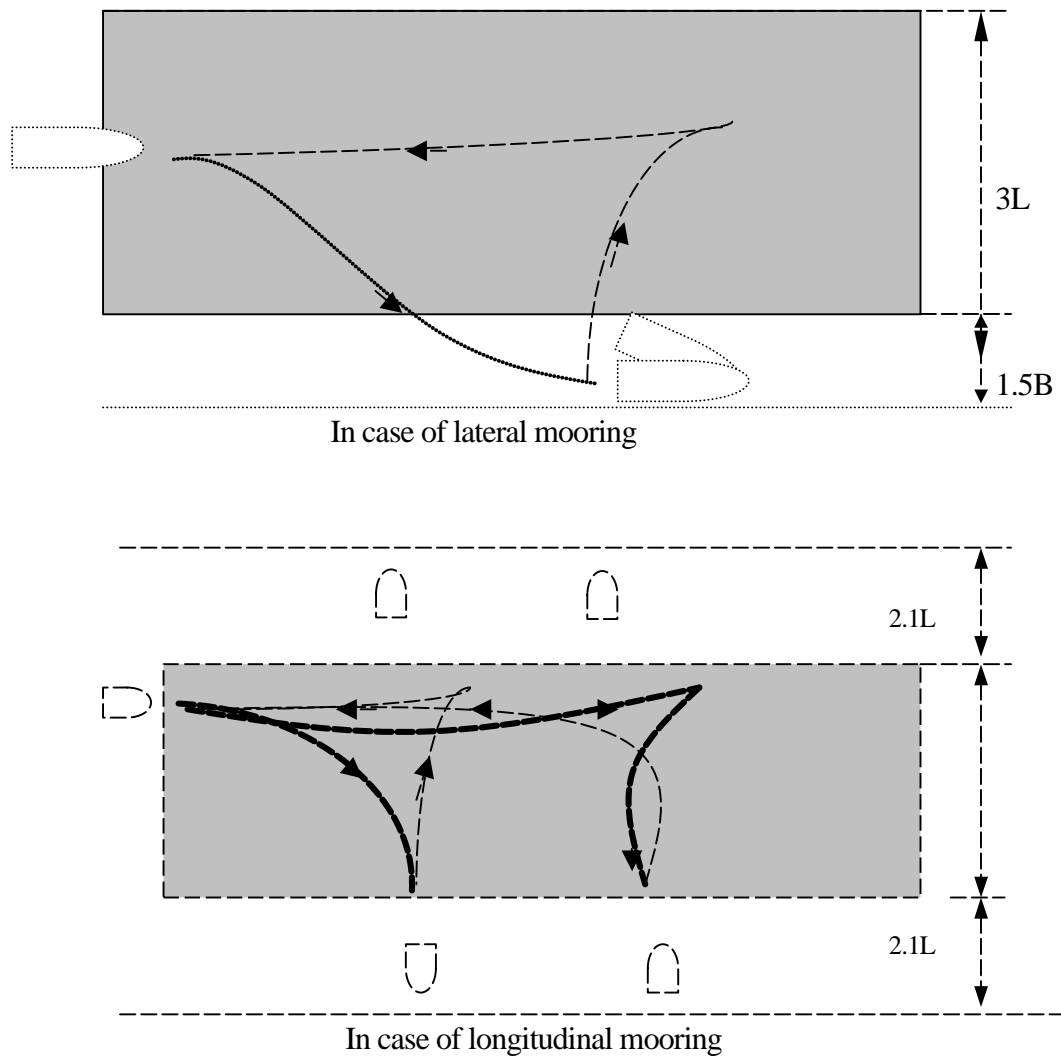 3L
1.5B
In case of lateral mooring
2.1L
2.1L
In case of longitudinal mooring